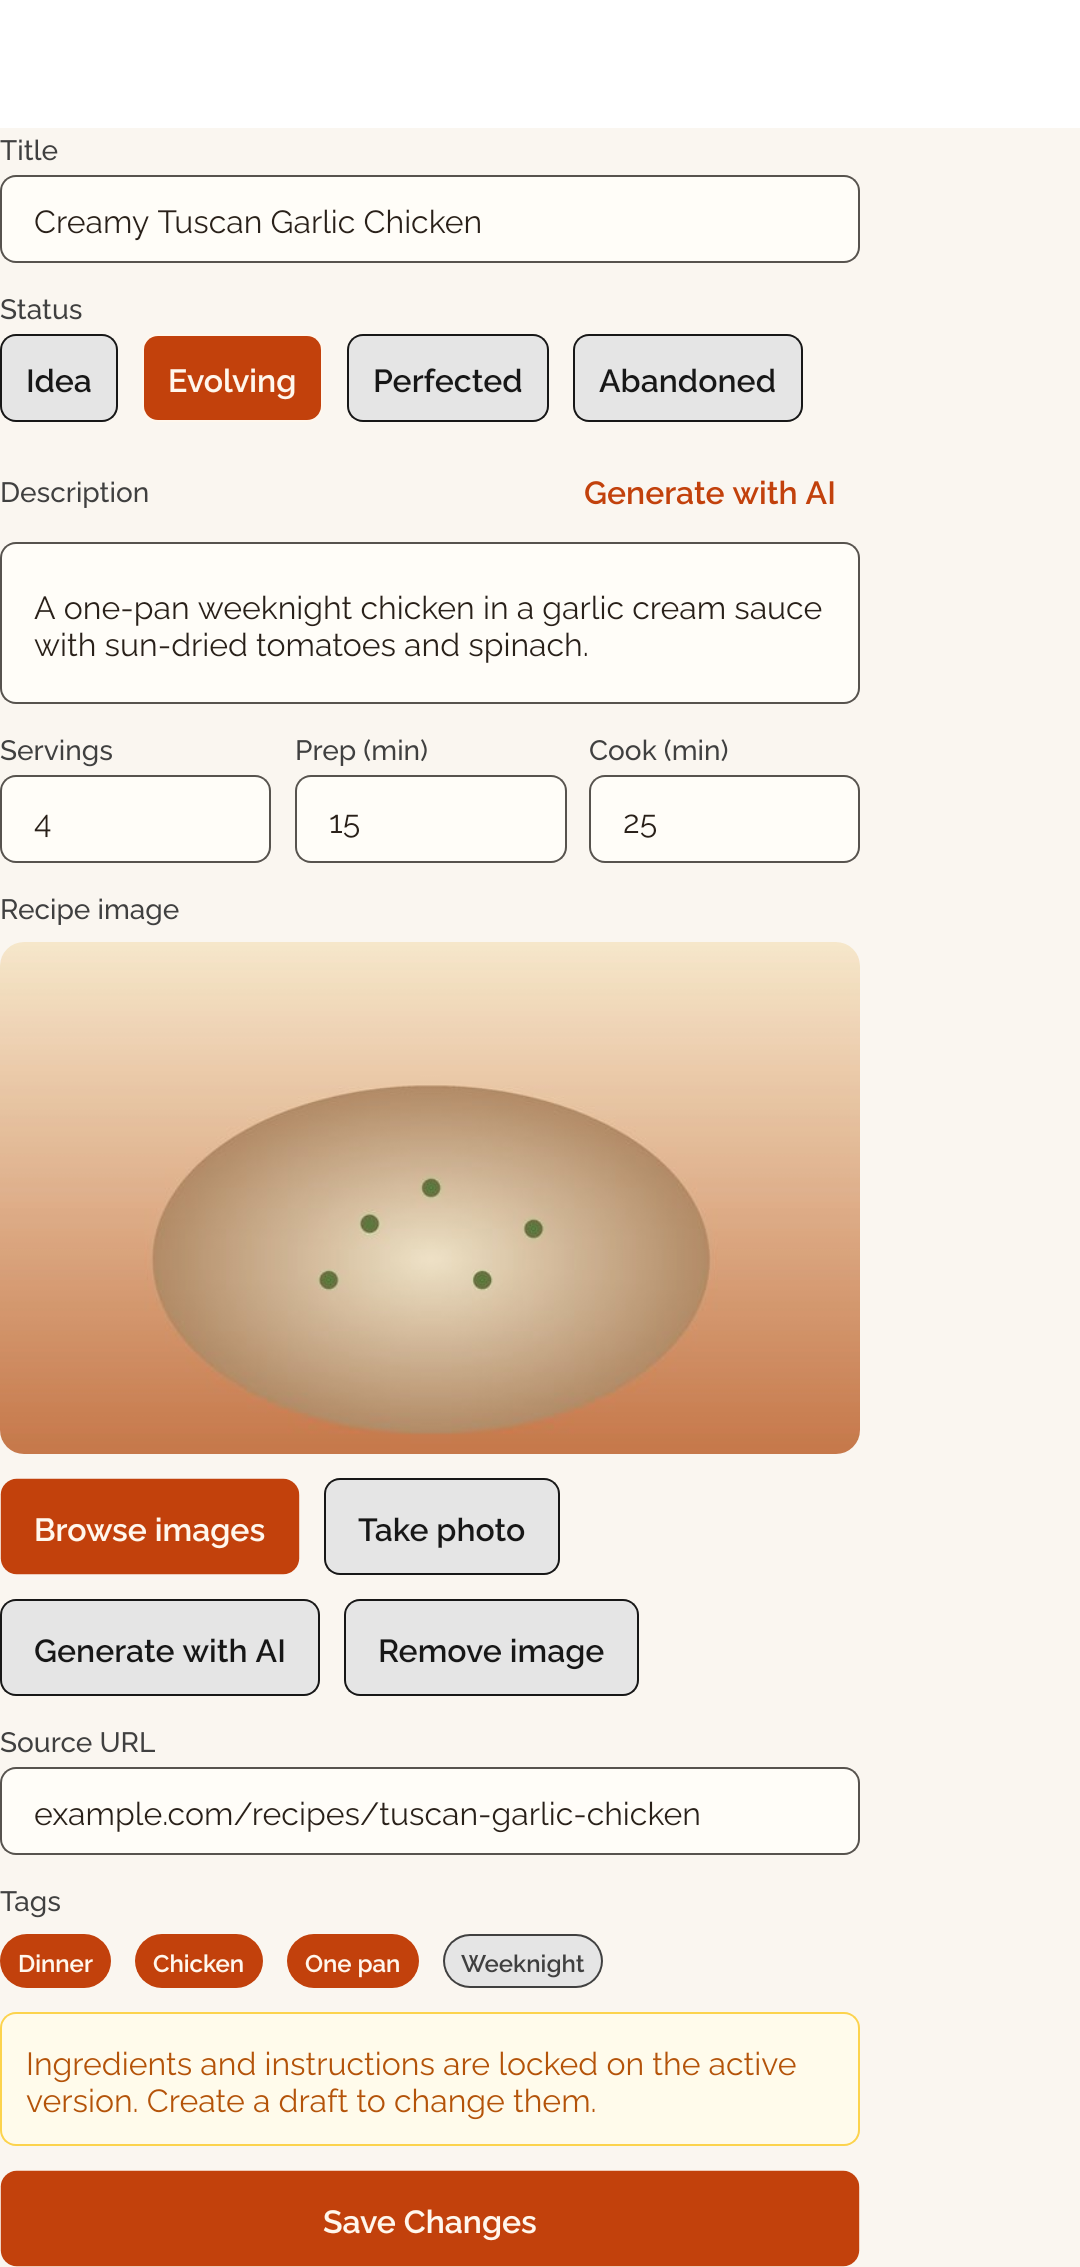 Title
Creamy Tuscan Garlic Chicken
Status
Idea Evolving Perfected Abandoned
Description Generate with AI
A one-pan weeknight chicken in a garlic cream sauce
with sun-dried tomatoes and spinach.
Servings Prep (min) Cook (min)
4 15 25
Recipe image
Browse images Take photo
Generate with AI Remove image
Source URL
example.com/recipes/tuscan-garlic-chicken
Tags
Dinner Chicken One pan Weeknight
Ingredients and instructions are locked on the active
version. Create a draft to change them.
Save Changes